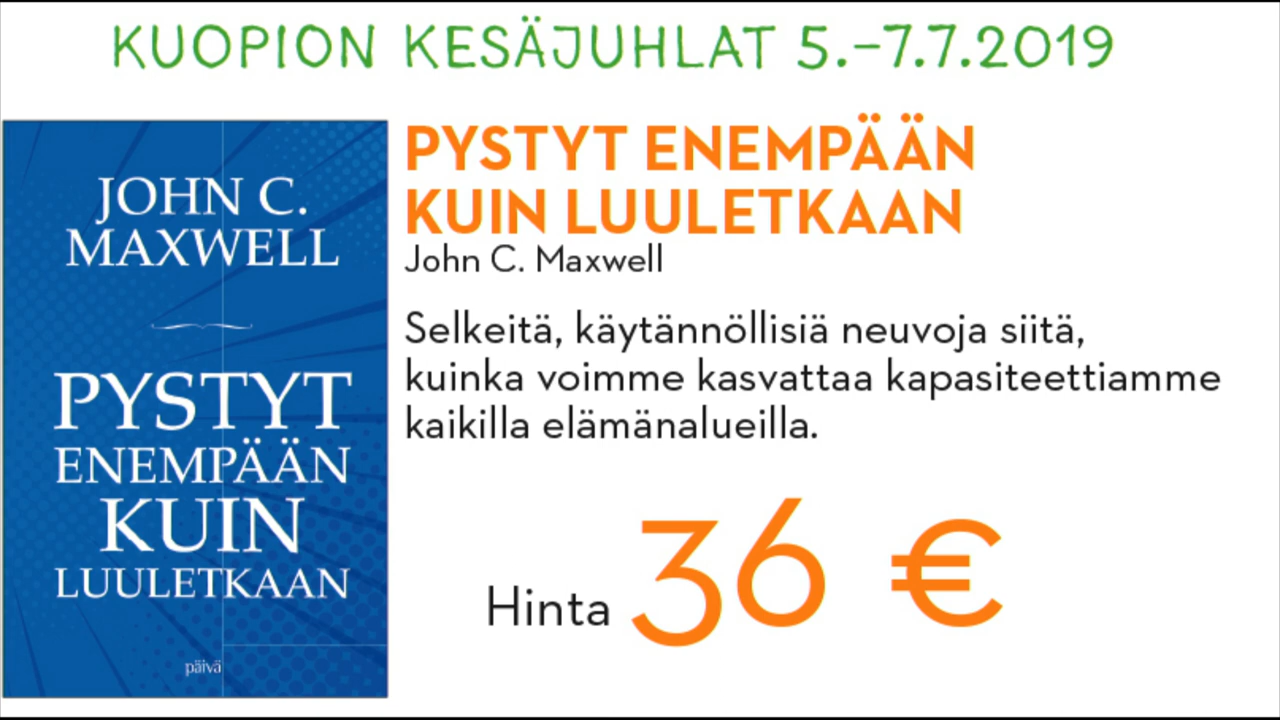 KUOPION KESÄJUHLAT 5.–7.7.2019
JOHN C.
MAXWELL
PYSTYT
ENEMPÄÄN
KUIN
LUULETKAAN
päivä
PYSTYT ENEMPÄÄN
KUIN LUULETKAAN
John C. Maxwell
Selkeitä, käytännöllisiä neuvoja siitä,
kuinka voimme kasvattaa kapasiteettiamme
kaikilla elämänalueilla.
Hinta 36 €